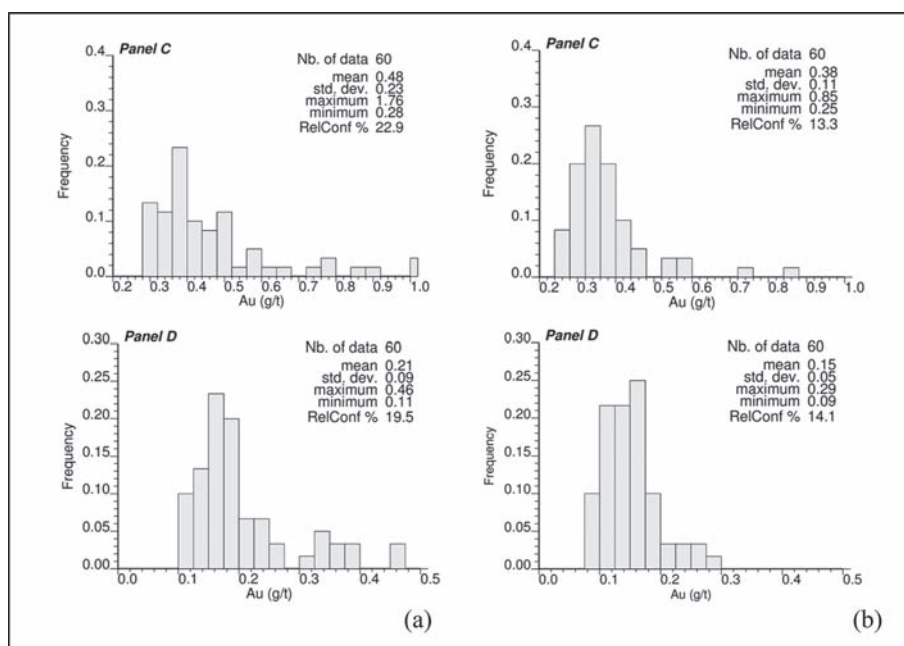 Panel C
Nb. of data 60
mean 0.48
std. dev. 0.23
maximum 1.76
minimum 0.28
RelConf % 22.9
Frequency
0.4
0.3
0.2
0.1
0.0
0.2 0.3 0.4 0.5 0.6 0.7 0.8 0.9 1.0
Au (g/t)
Panel C
Nb. of data 60
mean 0.38
std. dev. 0.11
maximum 0.85
minimum 0.25
RelConf % 13.3
Frequency
0.4
0.3
0.2
0.1
0.0
0.2 0.3 0.4 0.5 0.6 0.7 0.8 0.9 1.0
Au (g/t)
Panel D
Nb. of data 60
mean 0.21
std. dev. 0.09
maximum 0.46
minimum 0.11
RelConf % 19.5
Frequency
0.30
0.25
0.20
0.15
0.10
0.05
0.00
0.0 0.1 0.2 0.3 0.4 0.5
Au (g/t)
(a)
Panel D
Nb. of data 60
mean 0.15
std. dev. 0.05
maximum 0.29
minimum 0.09
RelConf % 14.1
Frequency
0.30
0.25
0.20
0.15
0.10
0.05
0.00
0.0 0.1 0.2 0.3 0.4 0.5
Au (g/t)
(b)